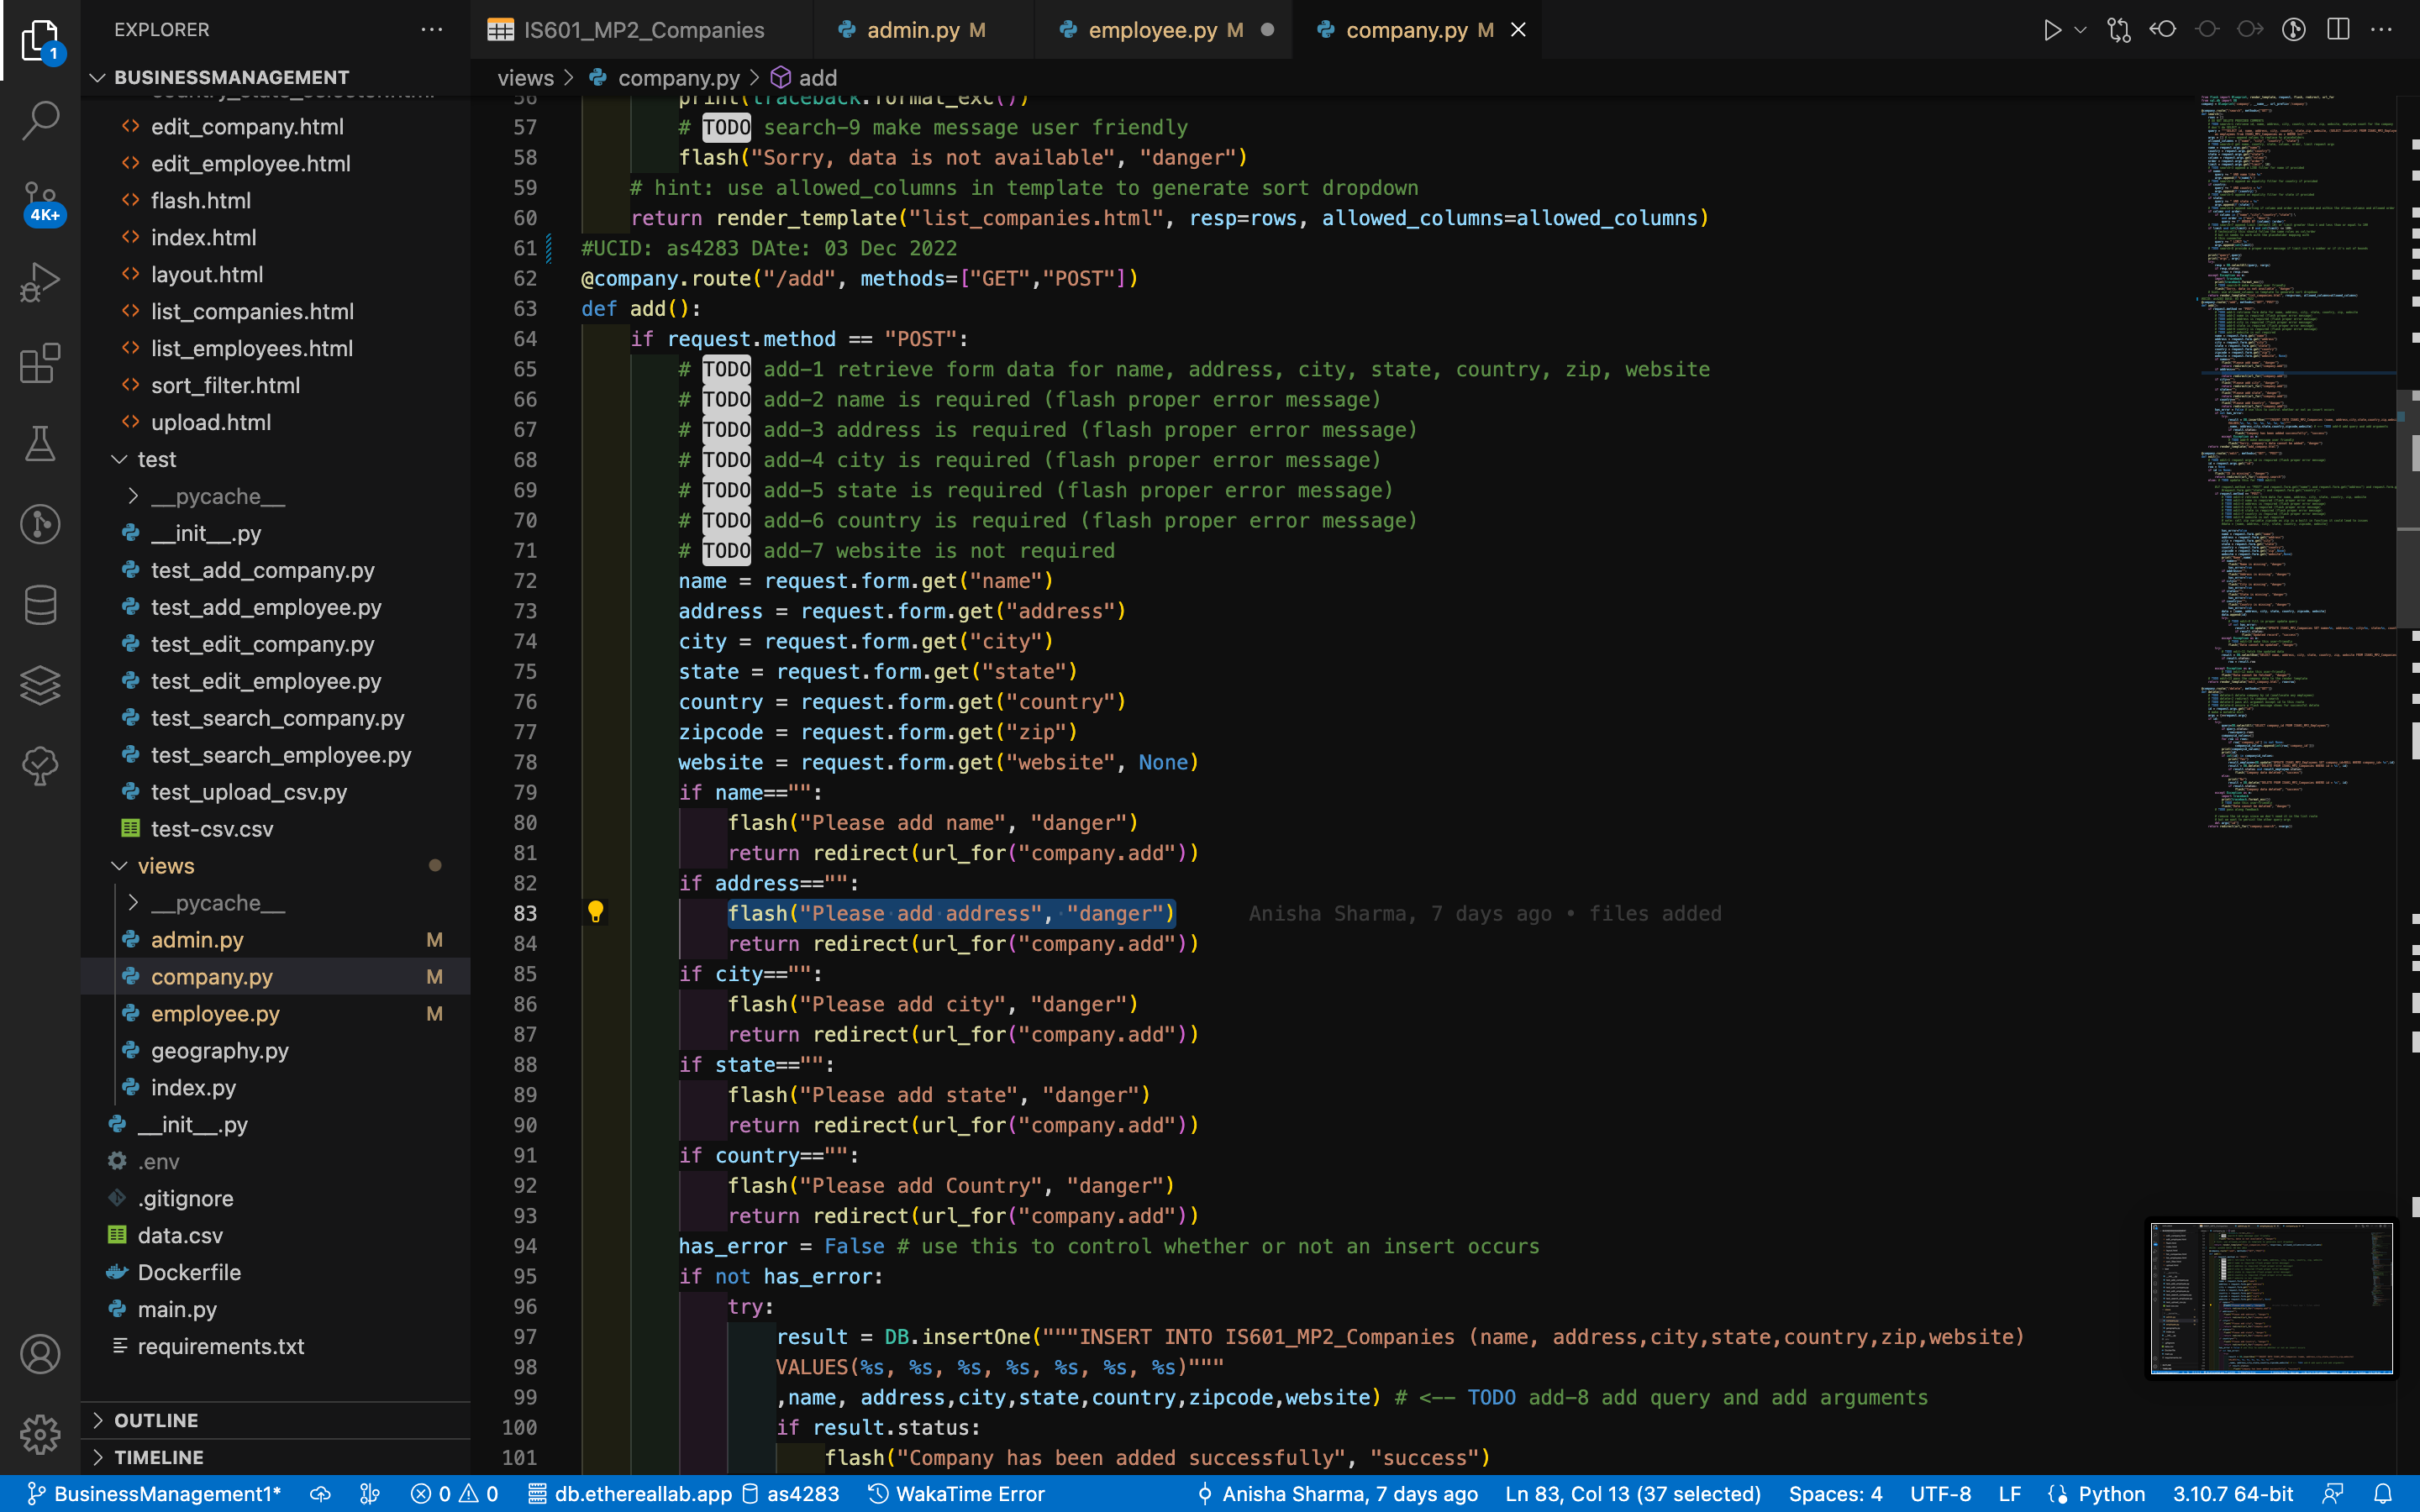 EXPLORER
BUSINESSMANAGEMENT
edit_company.html
edit_employee.html
flash.html
index.html
layout.html
list_companies.html
list_employees.html
sort_filter.html
upload.html
test
__pycache__
__init__.py
test_add_company.py
test_add_employee.py
test_edit_company.py
test_edit_employee.py
test_search_company.py
test_search_employee.py
test_upload_csv.py
test-csv.csv
views
__pycache__
admin.py M
company.py M
employee.py M
geography.py
index.py
__init__.py
.env
.gitignore
data.csv
Dockerfile
main.py
requirements.txt
OUTLINE
TIMELINE
1
4K+
IS601_MP2_Companies
admin.py M
employee.py M
company.py M
views > company.py > add
56 print(traceback.format_exc())
57 # TODO search-9 make message user friendly
58 flash("Sorry, data is not available", "danger")
59 # hint: use allowed_columns in template to generate sort dropdown
60 return render_template("list_companies.html", resp=rows, allowed_columns=allowed_columns)
61 #UCID: as4283 DAte: 03 Dec 2022
62 @company.route("/add", methods=["GET","POST"])
63 def add():
64 if request.method == "POST":
65 # TODO add-1 retrieve form data for name, address, city, state, country, zip, website
66 # TODO add-2 name is required (flash proper error message)
67 # TODO add-3 address is required (flash proper error message)
68 # TODO add-4 city is required (flash proper error message)
69 # TODO add-5 state is required (flash proper error message)
70 # TODO add-6 country is required (flash proper error message)
71 # TODO add-7 website is not required
72 name = request.form.get("name")
73 address = request.form.get("address")
74 city = request.form.get("city")
75 state = request.form.get("state")
76 country = request.form.get("country")
77 zipcode = request.form.get("zip")
78 website = request.form.get("website", None)
79 if name=="":
80 flash("Please add name", "danger")
81 return redirect(url_for("company.add"))
82 if address=="":
83 flash("Please add address", "danger") Anisha Sharma, 7 days ago • files added
84 return redirect(url_for("company.add"))
85 if city=="":
86 flash("Please add city", "danger")
87 return redirect(url_for("company.add"))
88 if state=="":
89 flash("Please add state", "danger")
90 return redirect(url_for("company.add"))
91 if country=="":
92 flash("Please add Country", "danger")
93 return redirect(url_for("company.add"))
94 has_error = False # use this to control whether or not an insert occurs
95 if not has_error:
96 try:
97 result = DB.insertOne("""INSERT INTO IS601_MP2_Companies (name, address,city,state,country,zip,website)
98 VALUES(%s, %s, %s, %s, %s, %s, %s)"""
99 ,name, address,city,state,country,zipcode,website) # <-- TODO add-8 add query and add arguments
100 if result.status:
101 flash("Company has been added successfully", "success")
BusinessManagement1* 0 0 db.ethereallab.app as4283 WakaTime Error Anisha Sharma, 7 days ago Ln 83, Col 13 (37 selected) Spaces: 4 UTF-8 LF Python 3.10.7 64-bit